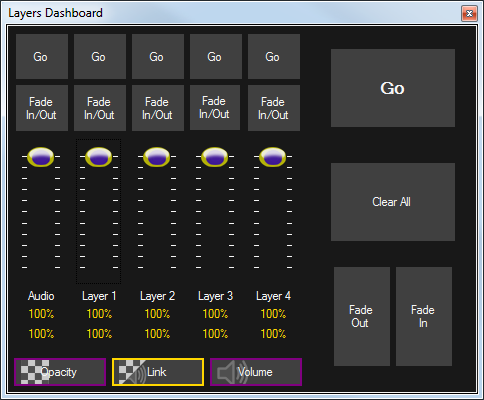 Layers Dashboard
Go Go Go Go Go
Fade Fade Fade Fade Fade
In/Out In/Out In/Out In/Out In/Out
Go
Clear All
Audio Layer 1 Layer 2 Layer 3 Layer 4
100% 100% 100% 100% 100%
100% 100% 100% 100% 100%
Fade Fade
Out In
Opacity Link Volume